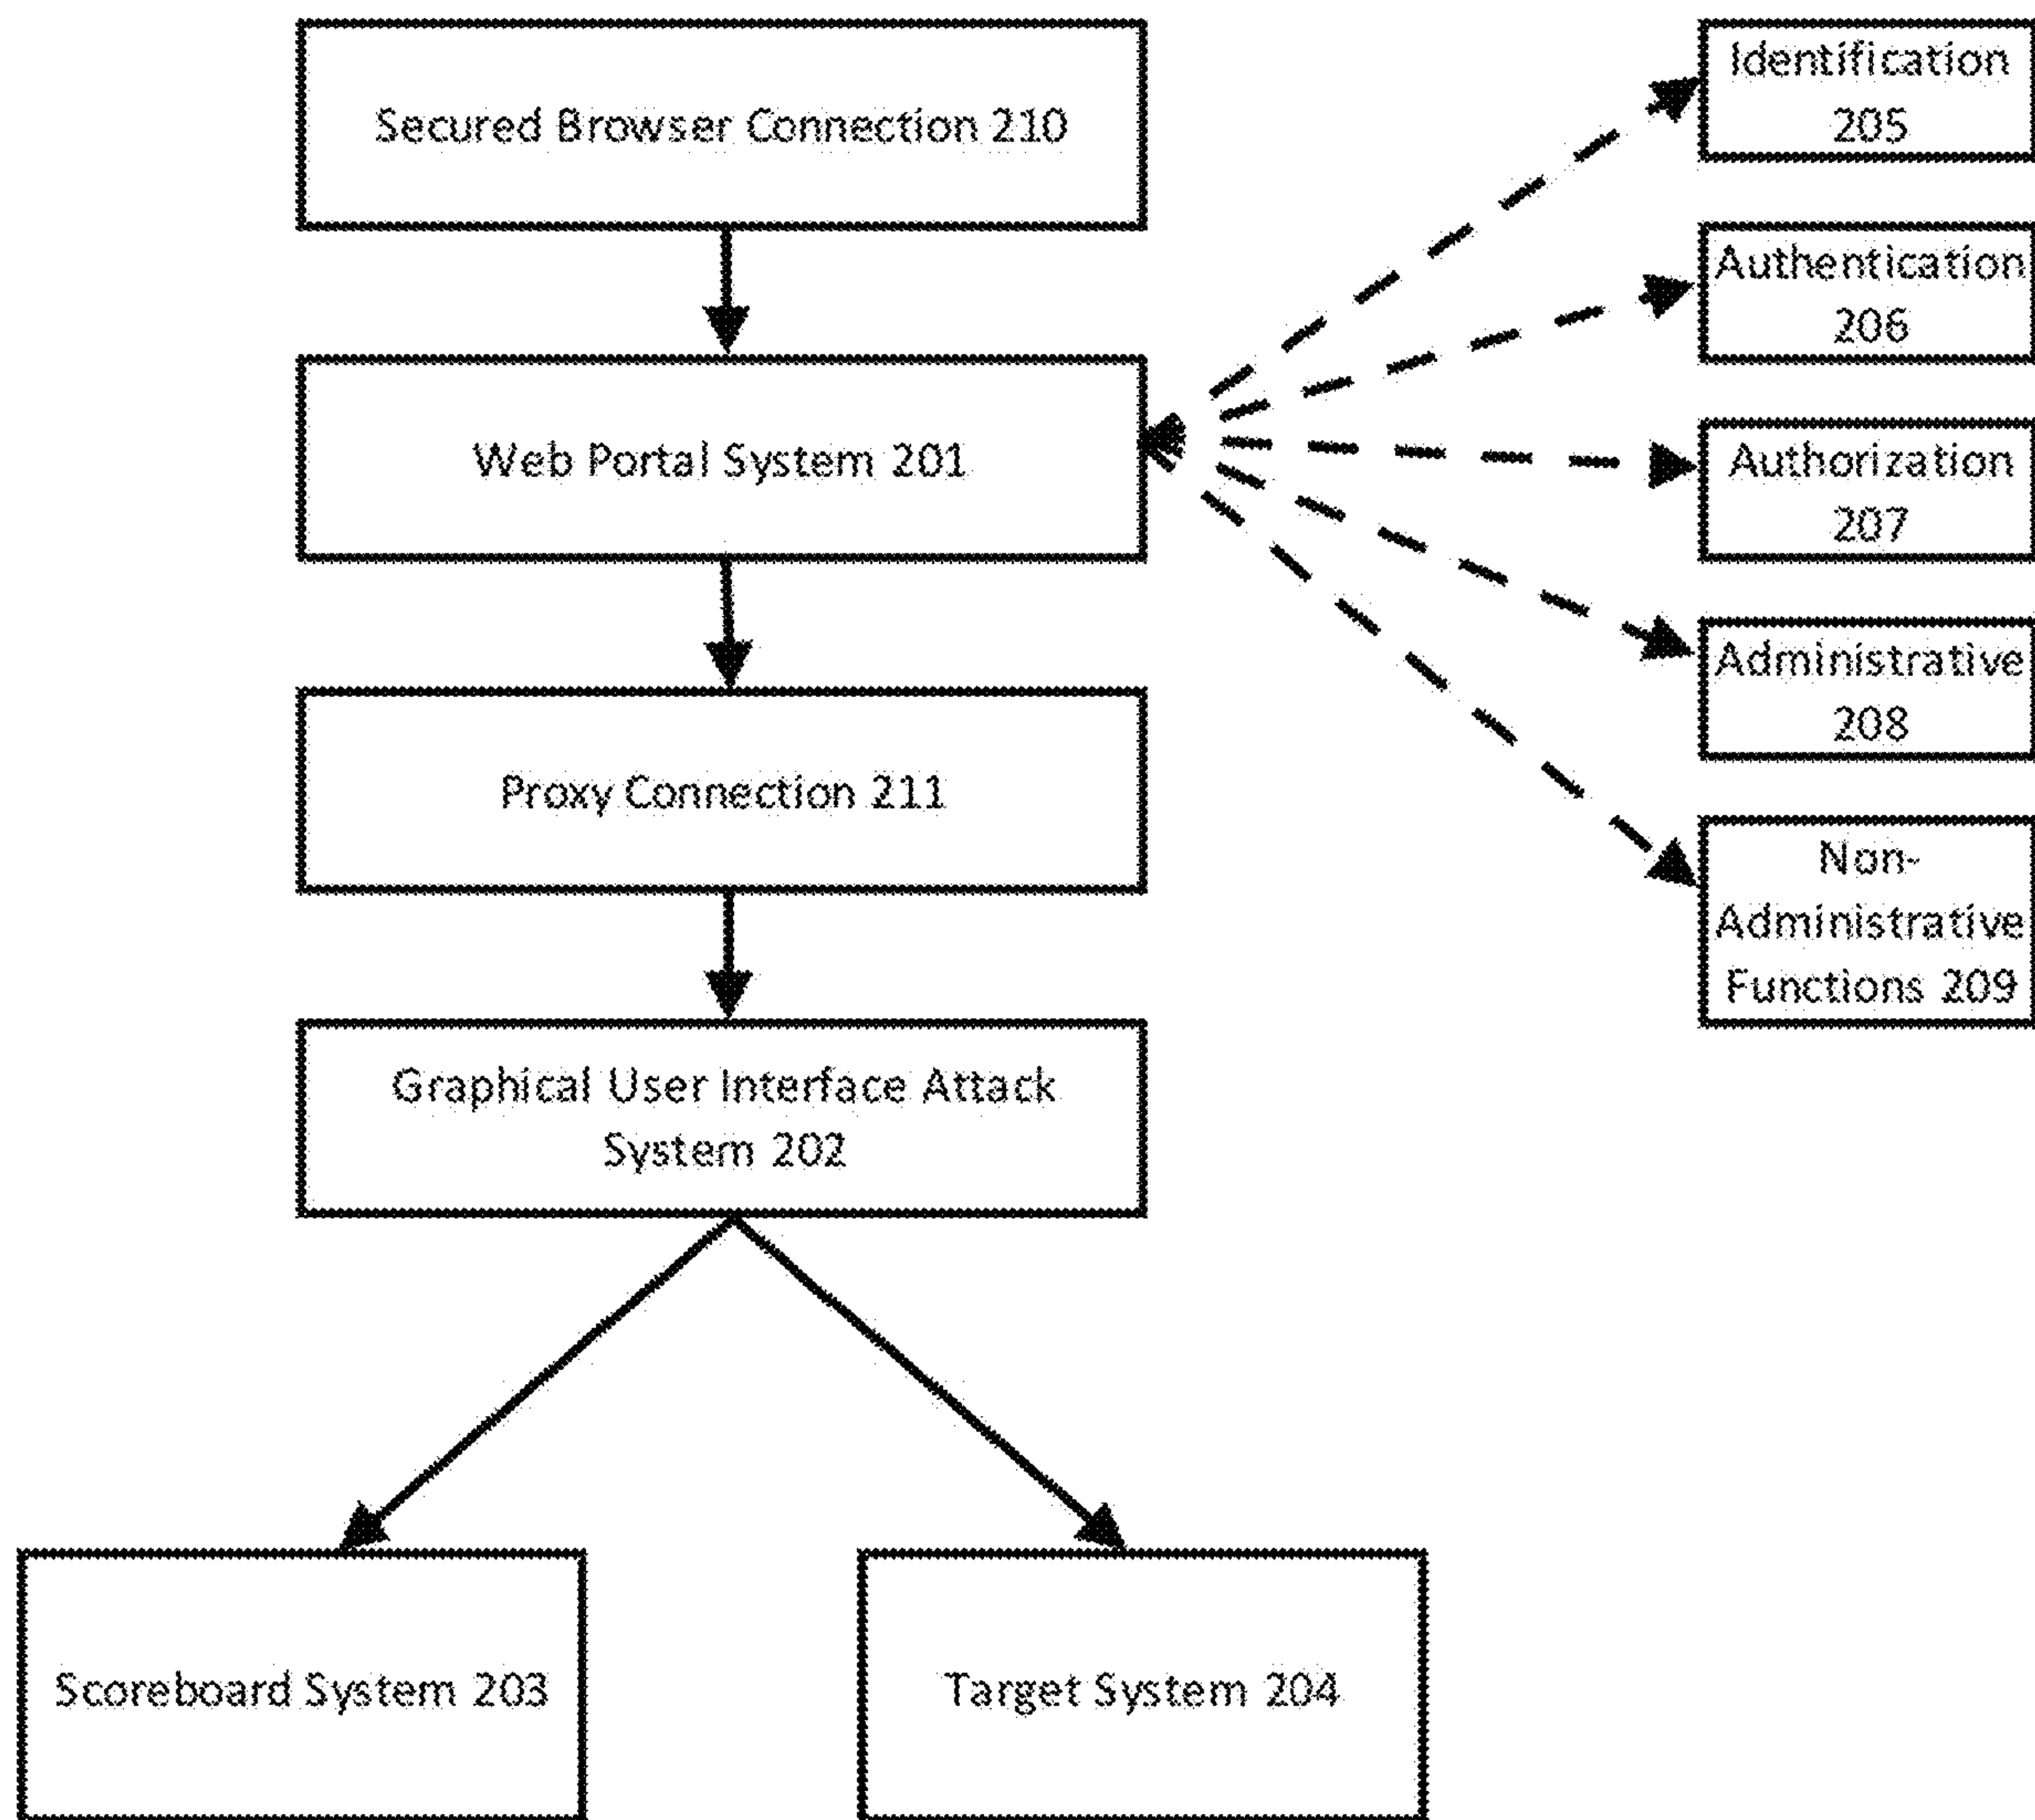 Secured Browser Connection 210
Web Portal System 201
Proxy Connection 211
Graphical User Interface Attack
System 202
Scoreboard System 203
Target System 204
Identification
205
Authentication
206
Authorization
207
Administrative
208
Non-
Administrative
Functions 209